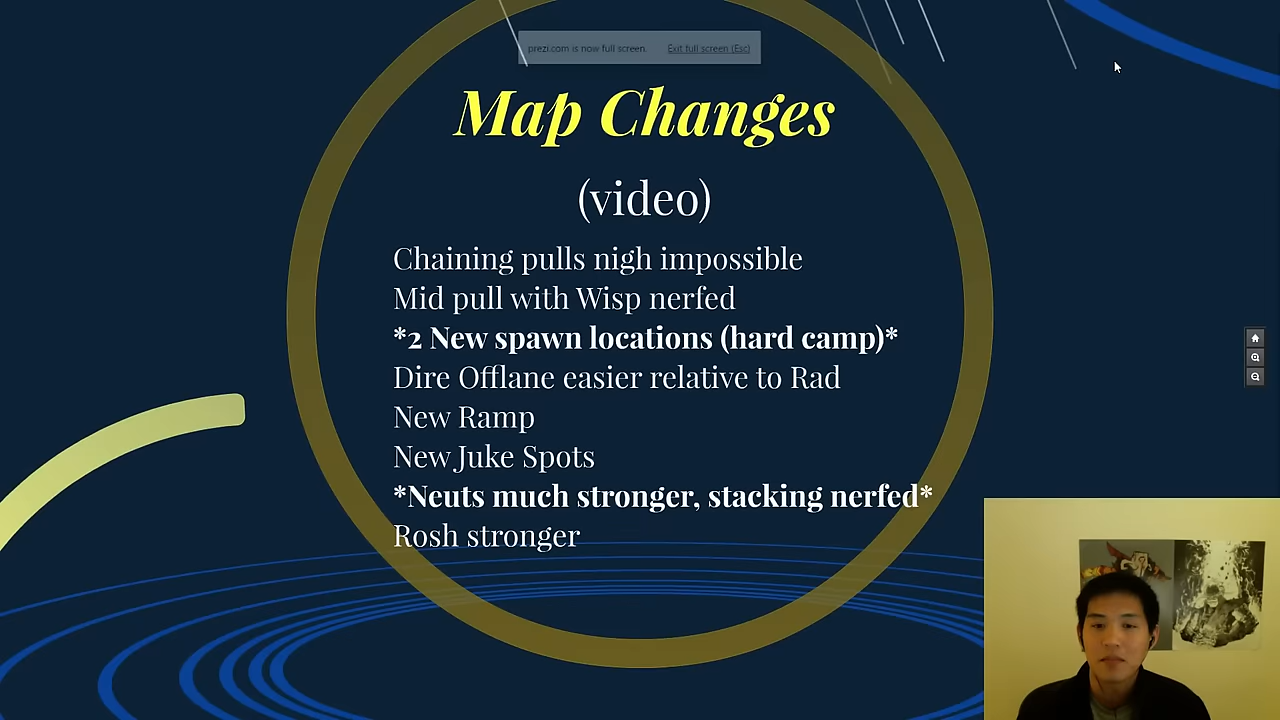 prezi.com is now full screen. Exit full screen (Esc)
Map Changes
(video)
Chaining pulls nigh impossible
Mid pull with Wisp nerfed
*2 New spawn locations (hard camp)*
Dire Offlane easier relative to Rad
New Ramp
New Juke Spots
*Neuts much stronger, stacking nerfed*
Rosh stronger